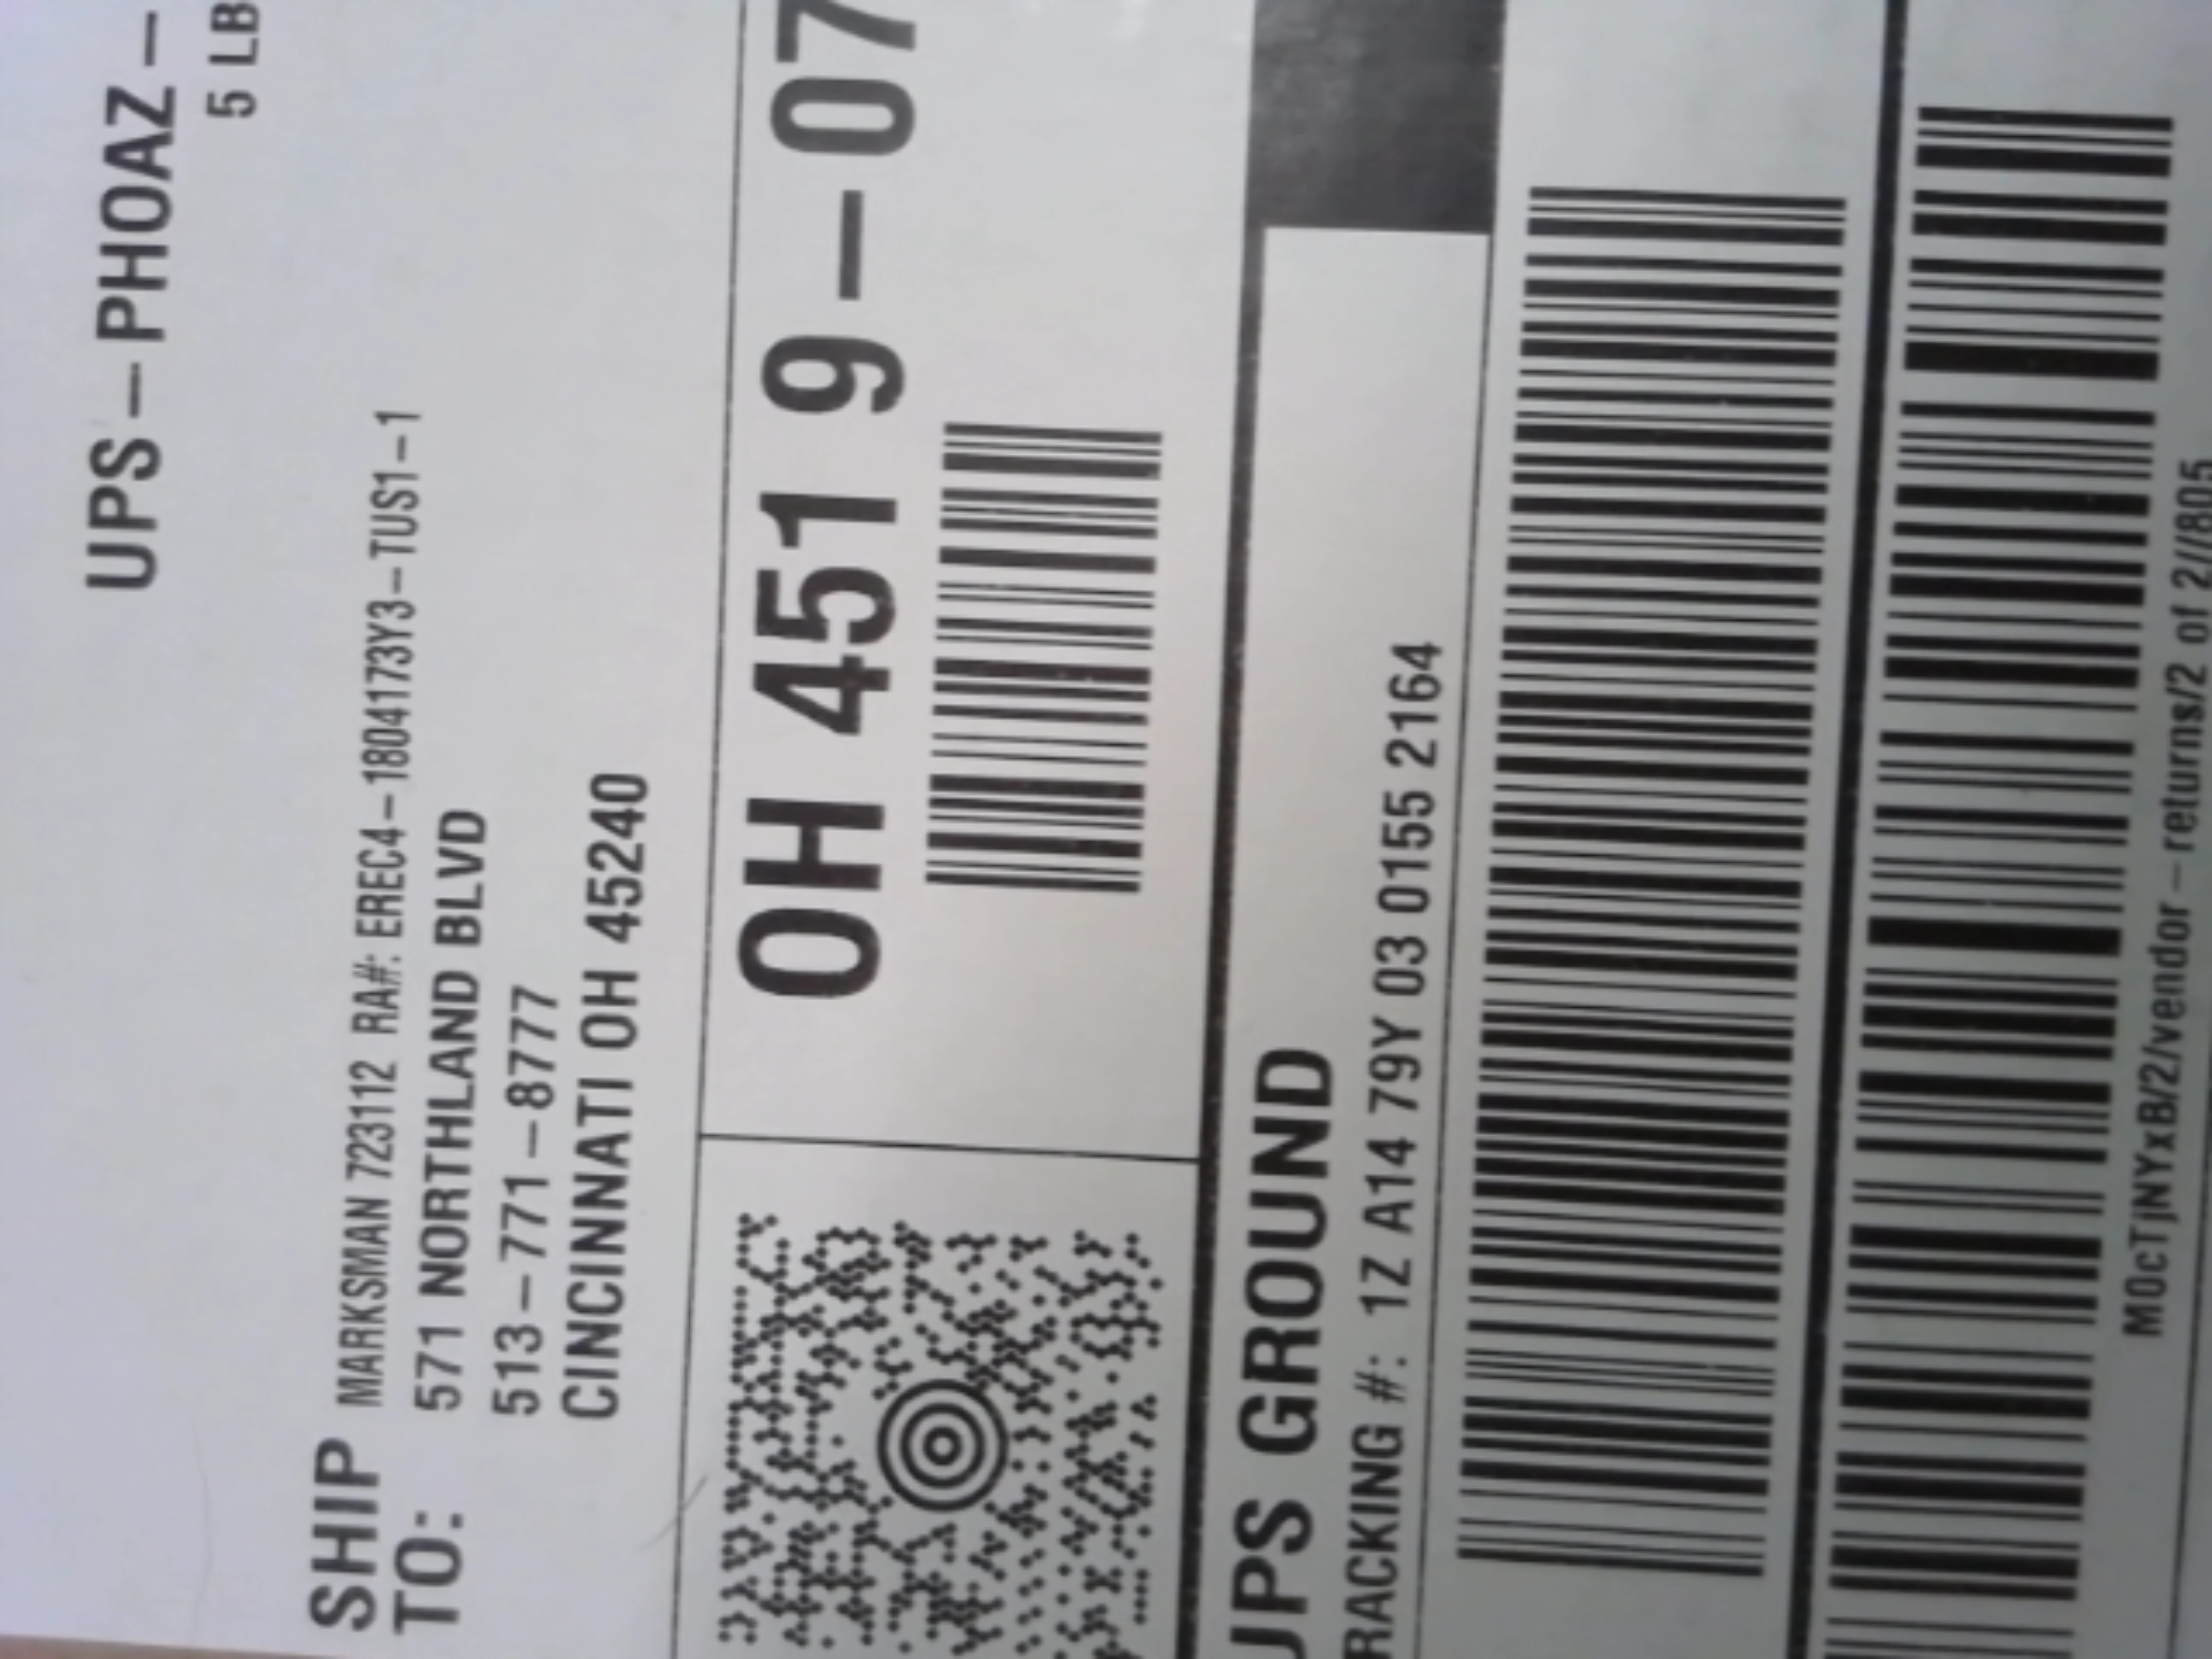 UPS-PHOAZ-
5 LB
SHIP
TO:
MARKSMAN 723112 RA#: EREC4-1804173Y3-TUS1-1
571 NORTHLAND BLVD
513-771-8777
CINCINNATI OH 45240
OH 451 9-07
UPS GROUND
RACKING #: 1Z A14 79Y 03 0155 2164
M0cTjNYxB/2/vendor-returns/2 of 2//805